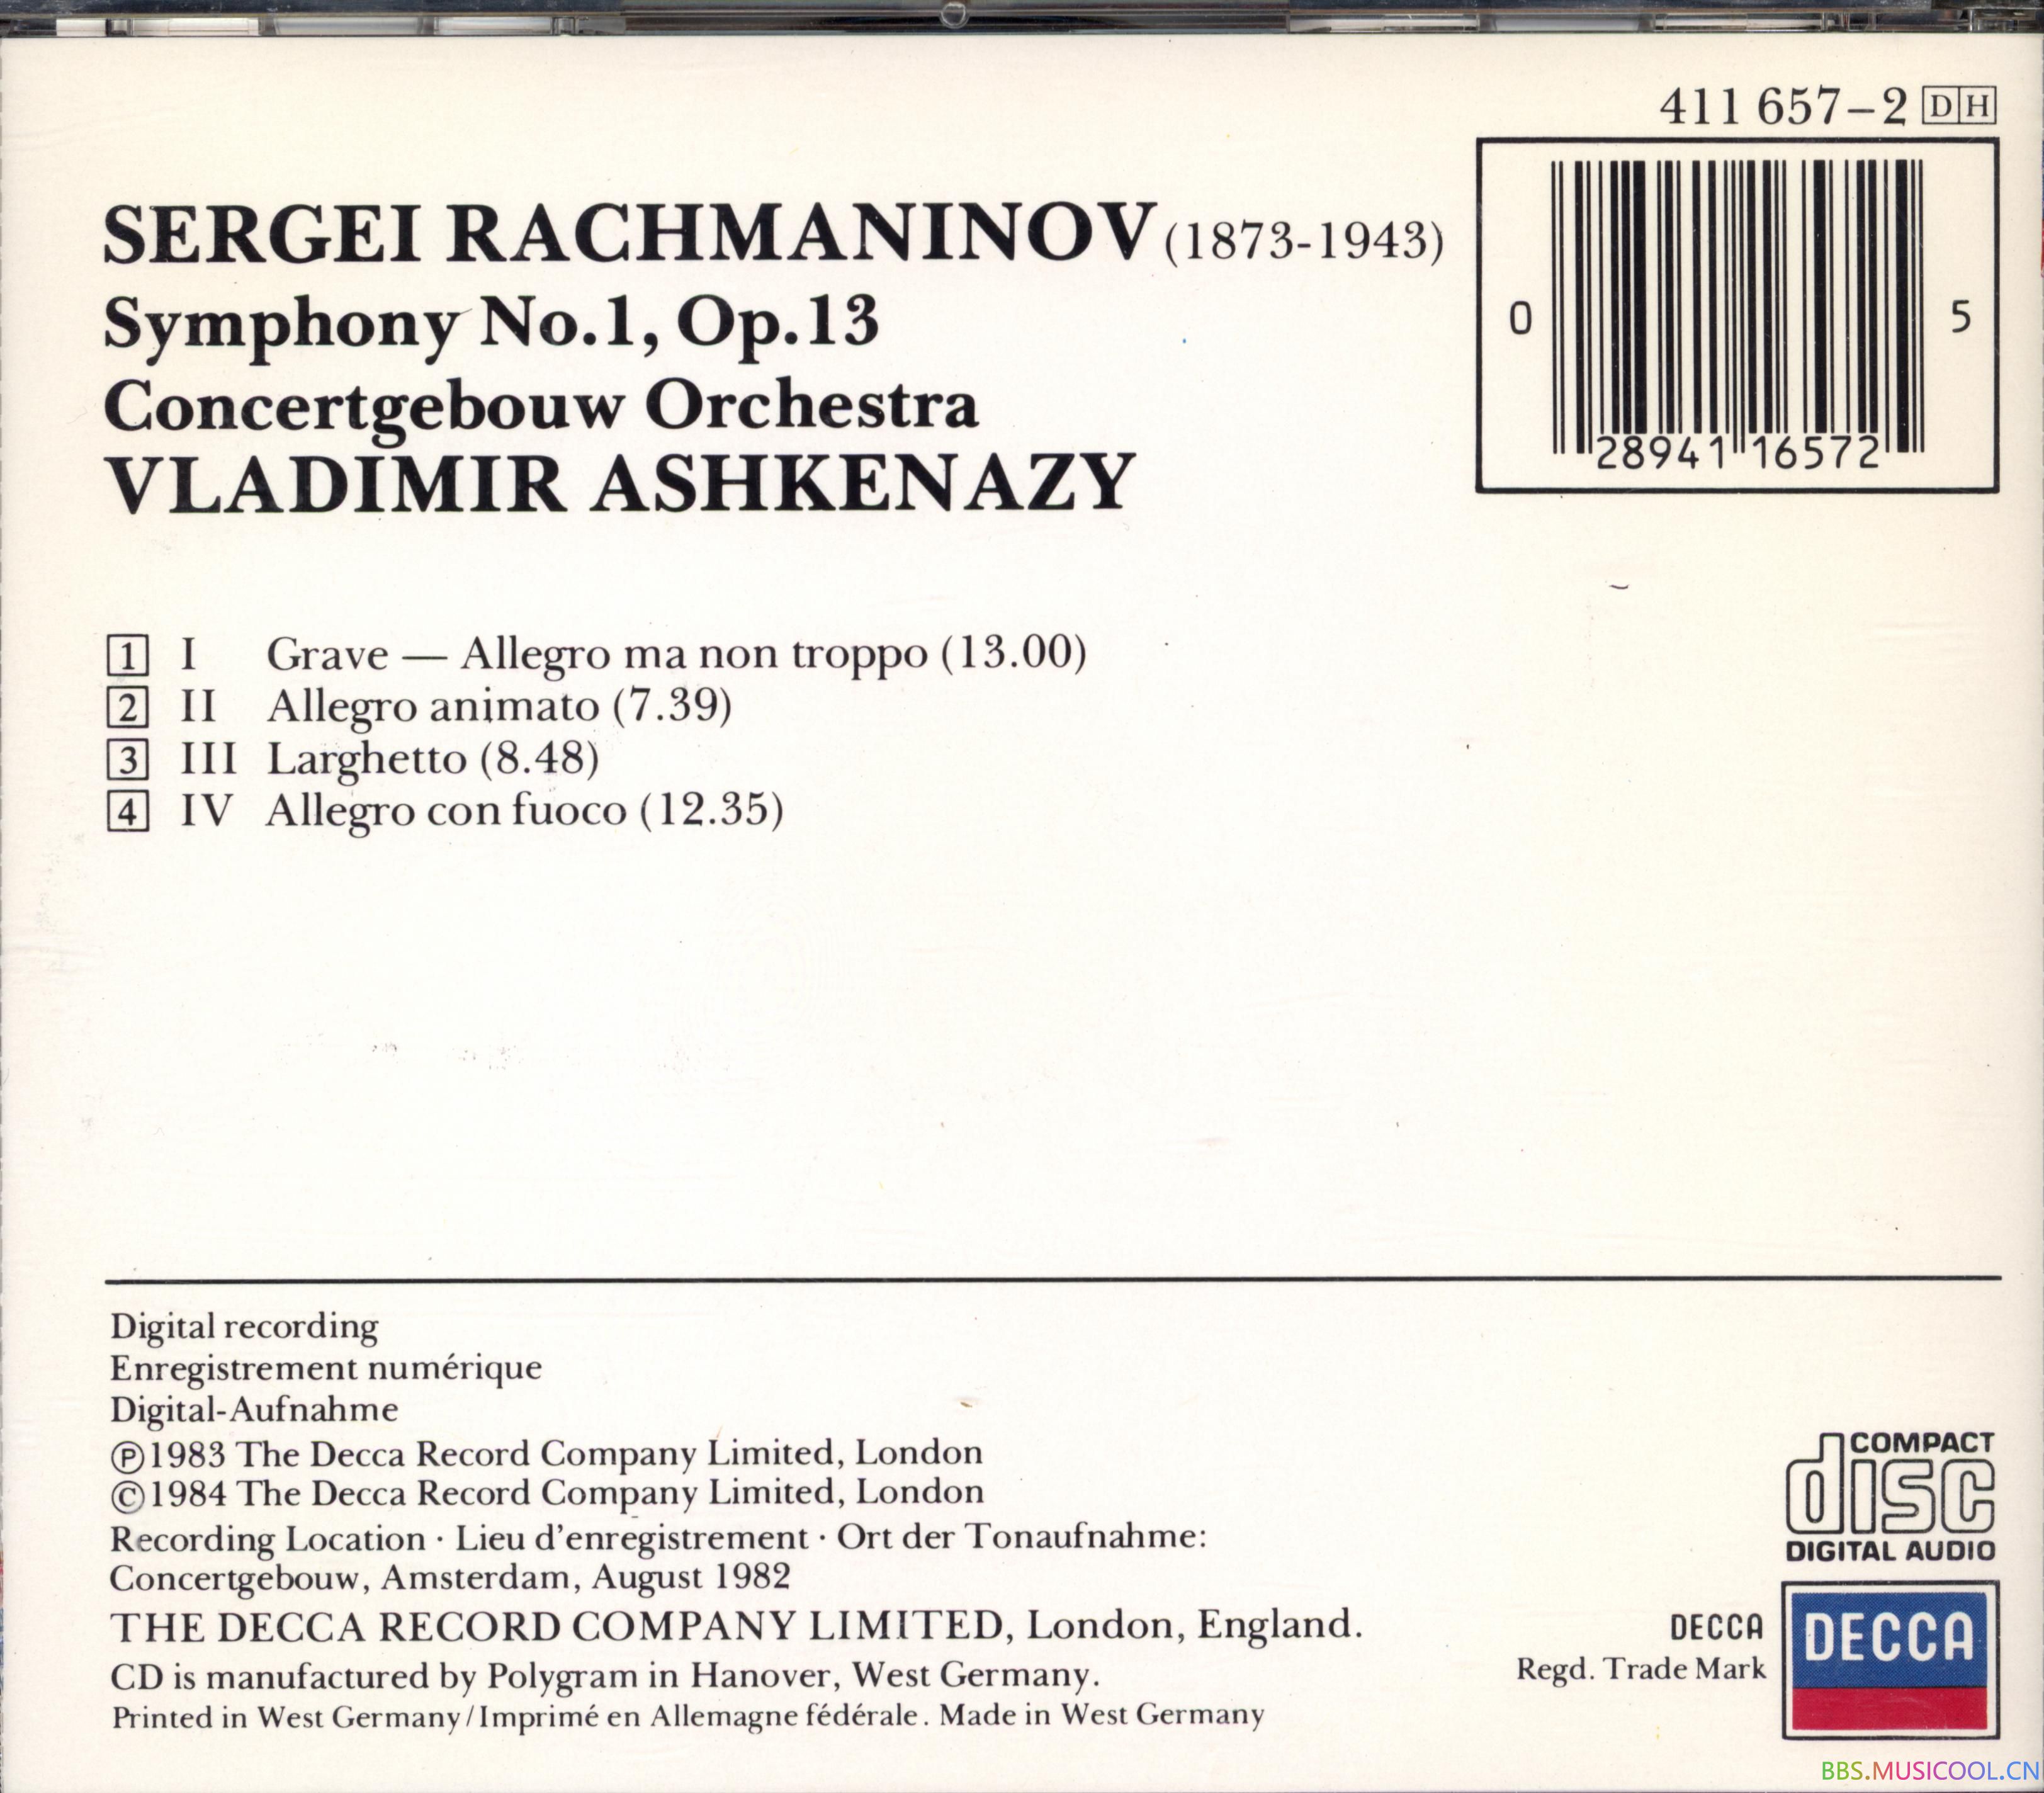 411 657-2 DH
SERGEI RACHMANINOV (1873-1943)
Symphony No.1, Op.13
Concertgebouw Orchestra
VLADIMIR ASHKENAZY
0 28941 16572 5
1 I Grave — Allegro ma non troppo (13.00)
2 II Allegro animato (7.39)
3 III Larghetto (8.48)
4 IV Allegro con fuoco (12.35)
Digital recording
Enregistrement numérique
Digital-Aufnahme
℗1983 The Decca Record Company Limited, London
©1984 The Decca Record Company Limited, London
Recording Location · Lieu d'enregistrement · Ort der Tonaufnahme:
Concertgebouw, Amsterdam, August 1982
THE DECCA RECORD COMPANY LIMITED, London, England.
CD is manufactured by Polygram in Hanover, West Germany.
Printed in West Germany/Imprimé en Allemagne fédérale. Made in West Germany
COMPACT
disc
DIGITAL AUDIO
DECCA
Regd. Trade Mark
DECCA
BBS.MUSICOOL.CN